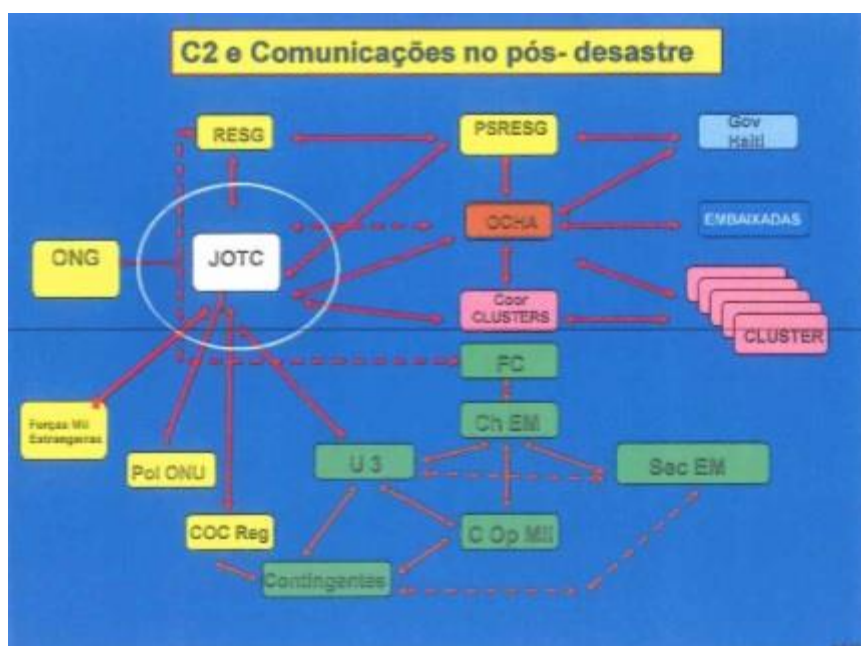 C2 e Comunicações no pós- desastre
RESG
PSRESG
Gov
Haiti
ONG
JOTC
OCHA
EMBAIXADAS
Coor
CLUSTERS
CLUSTER
FC
Ch EM
Forças Mil
Estrangeiras
Pol ONU
U 3
Sec EM
COC Reg
C Op Mil
Contingentes